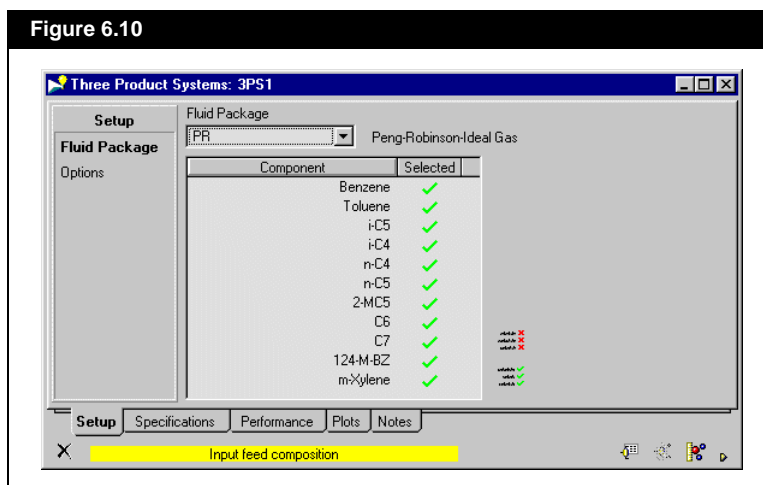 Figure 6.10
Three Product Systems: 3PS1
Setup
Fluid Package
Options
Fluid Package
PR
Peng-Robinson-Ideal Gas
Component Selected
Benzene
Toluene
i-C5
i-C4
n-C4
n-C5
2-MC5
C6
C7
124-M-BZ
m-Xylene
Setup Specifications Performance Plots Notes
Input feed composition